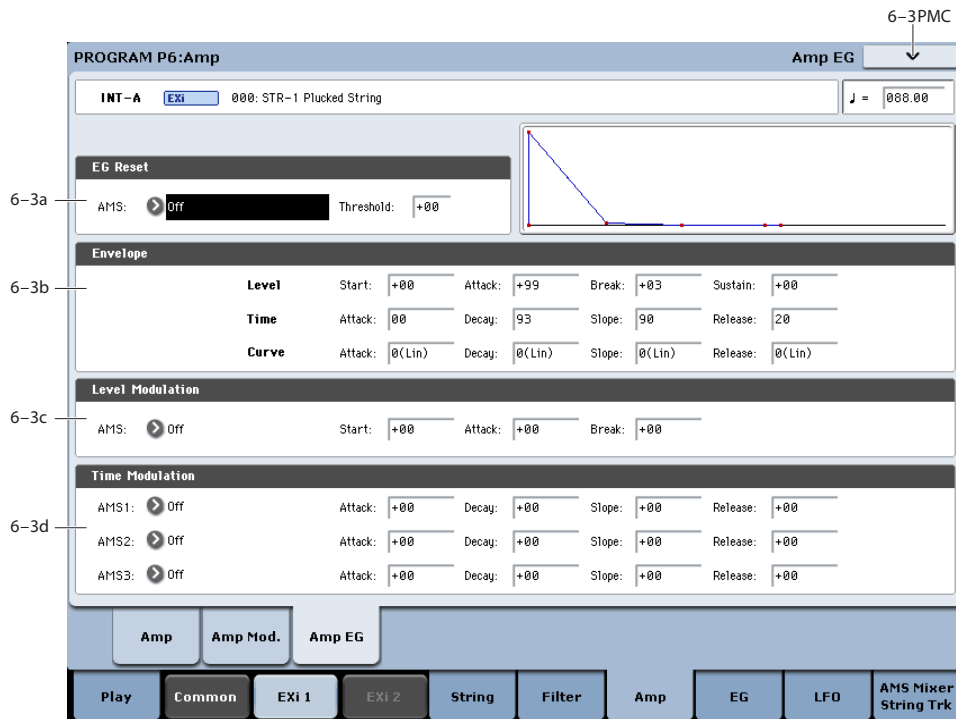 6–3PMC
PROGRAM P6:Amp Amp EG
INT-A EXi 000: STR-1 Plucked String ♩ = 088.00
EG Reset
6–3a AMS: Off Threshold: +00
Envelope
6–3b Level Start: +00 Attack: +99 Break: +03 Sustain: +00
Time Attack: 00 Decay: 93 Slope: 90 Release: 20
Curve Attack: 0(Lin) Decay: 0(Lin) Slope: 0(Lin) Release: 0(Lin)
Level Modulation
6–3c AMS: Off Start: +00 Attack: +00 Break: +00
Time Modulation
AMS1: Off Attack: +00 Decay: +00 Slope: +00 Release: +00
6–3d AMS2: Off Attack: +00 Decay: +00 Slope: +00 Release: +00
AMS3: Off Attack: +00 Decay: +00 Slope: +00 Release: +00
Amp Amp Mod. Amp EG
Play Common EXi 1 EXi 2 String Filter Amp EG LFO AMS Mixer
String Trk